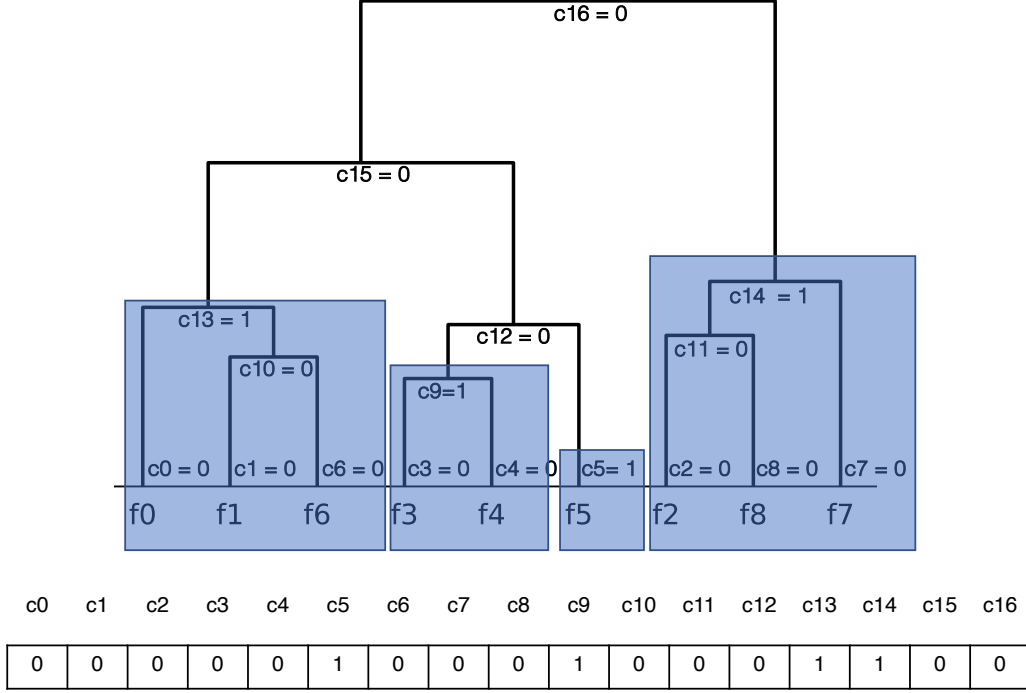 c16 = 0
c15 = 0
c13 = 1
c14  = 1
c12 = 0
c11 = 0
c10 = 0
c9=1
c0 = 0 c1 = 0 c6 = 0 c3 = 0 c4 = 0 c5= 1 c2 = 0 c8 = 0 c7 = 0
f0 f1 f6 f3 f4 f5 f2 f8 f7
c0 c1 c2 c3 c4 c5 c6 c7 c8 c9 c10 c11 c12 c13 c14 c15 c16
0 0 0 0 0 1 0 0 0 1 0 0 0 1 1 0 0